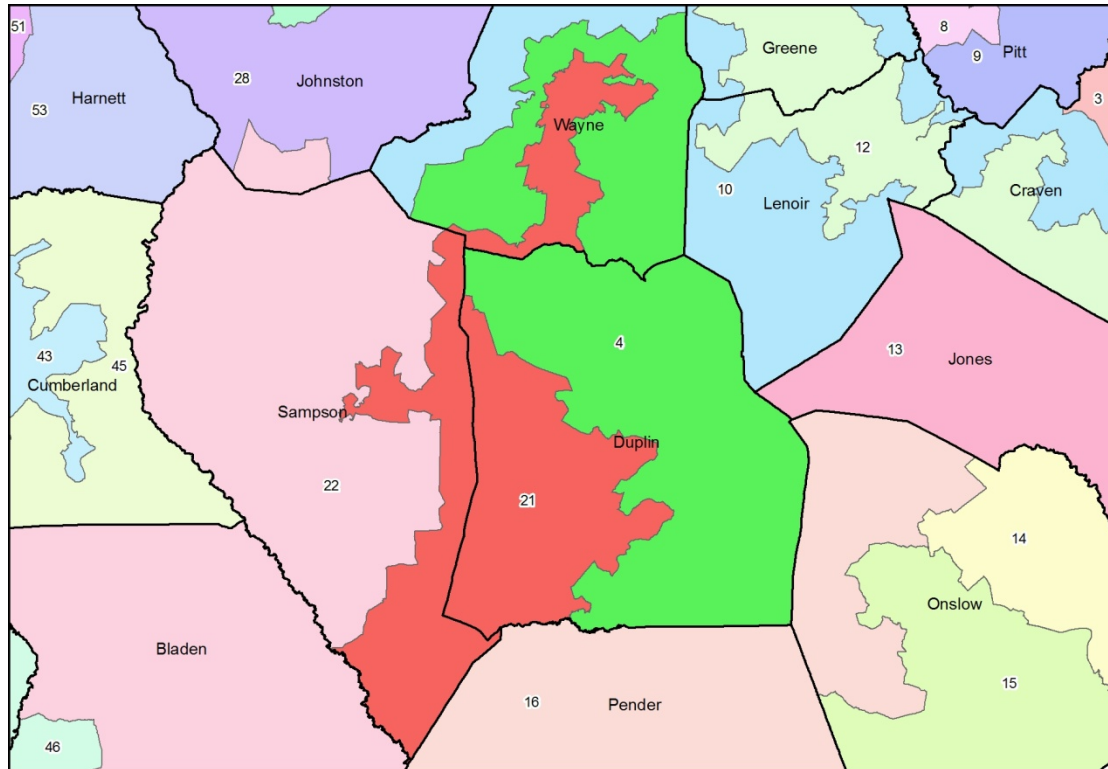 51
8
Greene
Pitt
9
28
Johnston
Harnett
3
53
Wayne
12
10
Craven
Lenoir
4
13
43
Jones
45
Cumberland
Sampson
Duplin
22
21
14
Onslow
Bladen
15
16
Pender
46